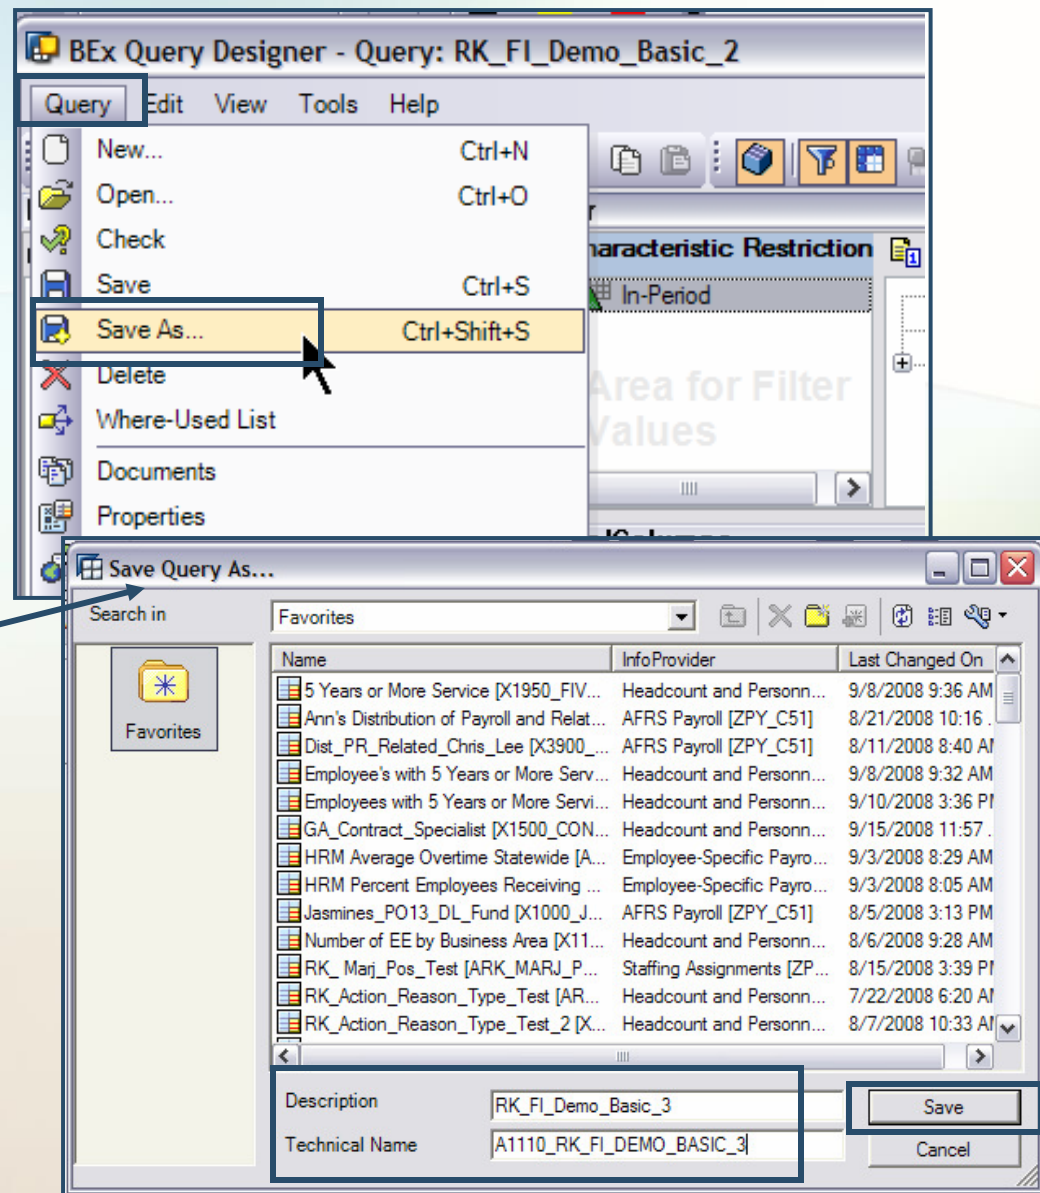 BEx Query Designer - Query: RK_FI_Demo_Basic_2
Query Edit View Tools Help
New... Ctrl+N
Open... Ctrl+O
Check
Save Ctrl+S
Save As... Ctrl+Shift+S
Delete
Where-Used List
Documents
Properties
haracteristic Restriction
In-Period
Area for Filter
Values
Save Query As...
Search in Favorites
Favorites
Name InfoProvider Last Changed On
5 Years or More Service [X1950_FIV... Headcount and Personn... 9/8/2008 9:36 AM
Ann's Distribution of Payroll and Relat... AFRS Payroll [ZPY_C51] 8/21/2008 10:16 .
Dist_PR_Related_Chris_Lee [X3900_... AFRS Payroll [ZPY_C51] 8/11/2008 8:40 AM
Employee's with 5 Years or More Serv... Headcount and Personn... 9/8/2008 9:32 AM
Employees with 5 Years or More Servi... Headcount and Personn... 9/10/2008 3:36 PM
GA_Contract_Specialist [X1500_CON... Headcount and Personn... 9/15/2008 11:57 .
HRM Average Overtime Statewide [A... Employee-Specific Payro... 9/3/2008 8:29 AM
HRM Percent Employees Receiving ... Employee-Specific Payro... 9/3/2008 8:05 AM
Jasmines_PO13_DL_Fund [X1000_J... AFRS Payroll [ZPY_C51] 8/5/2008 3:13 PM
Number of EE by Business Area [X11... Headcount and Personn... 8/6/2008 9:28 AM
RK_ Marj_Pos_Test [ARK_MARJ_P... Staffing Assignments [ZP... 8/15/2008 3:39 PM
RK_Action_Reason_Type_Test [AR... Headcount and Personn... 7/22/2008 6:20 AM
RK_Action_Reason_Type_Test_2 [X... Headcount and Personn... 8/7/2008 10:33 AM
Description RK_FI_Demo_Basic_3 Save
Technical Name A1110_RK_FI_DEMO_BASIC_3 Cancel